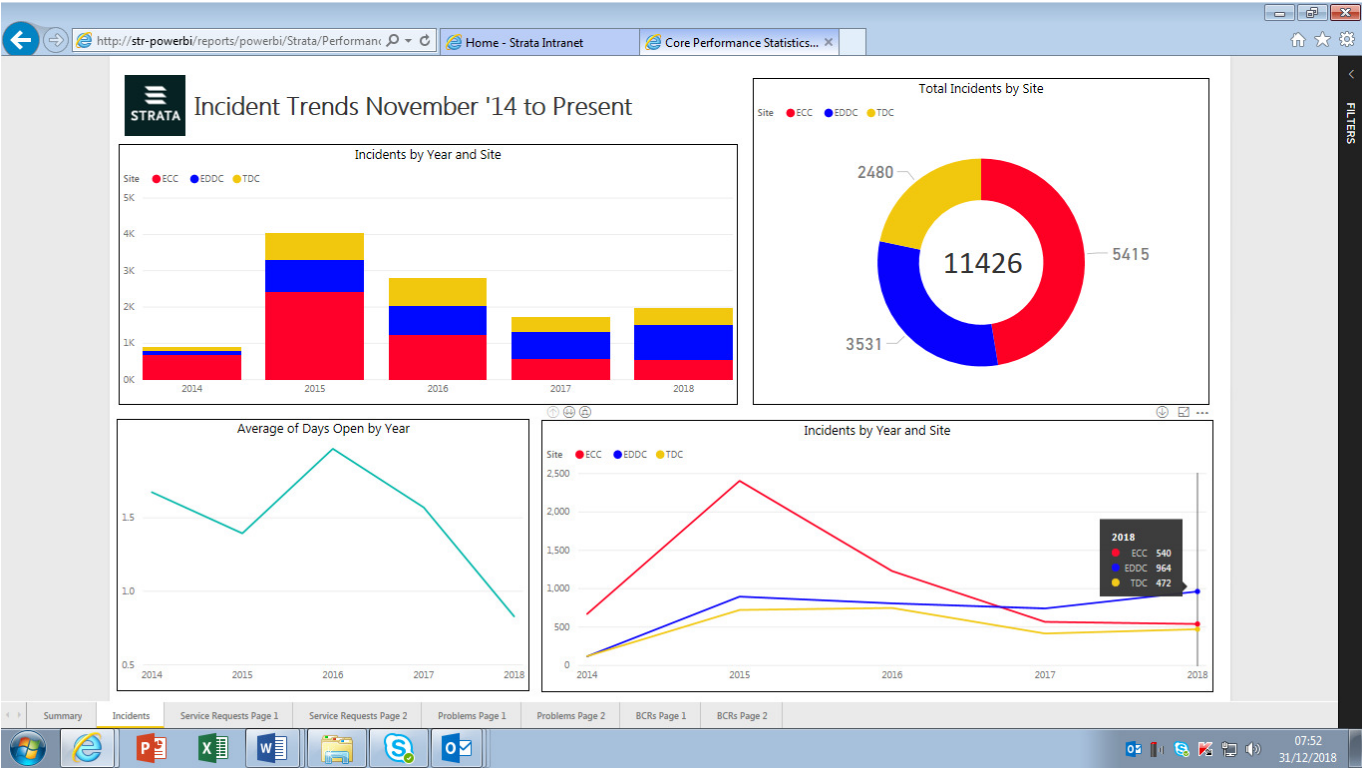 http://str-powerbi/reports/powerbi/Strata/Performanc
Home - Strata Intranet
Core Performance Statistics...
STRATA
Incident Trends November '14 to Present
FILTERS
Incidents by Year and Site
Site ECC EDDC TDC
5K
4K
3K
2K
1K
0K
2014 2015 2016 2017 2018
Total Incidents by Site
Site ECC EDDC TDC
2480
5415
11426
3531
Average of Days Open by Year
1.5
1.0
0.5
2014 2015 2016 2017 2018
Incidents by Year and Site
Site ECC EDDC TDC
2,500
2,000
1,500
1,000
500
0
2014 2015 2016 2017 2018
2018
ECC 540
EDDC 964
TDC 472
Summary Incidents Service Requests Page 1 Service Requests Page 2 Problems Page 1 Problems Page 2 BCRs Page 1 BCRs Page 2
07:52
31/12/2018